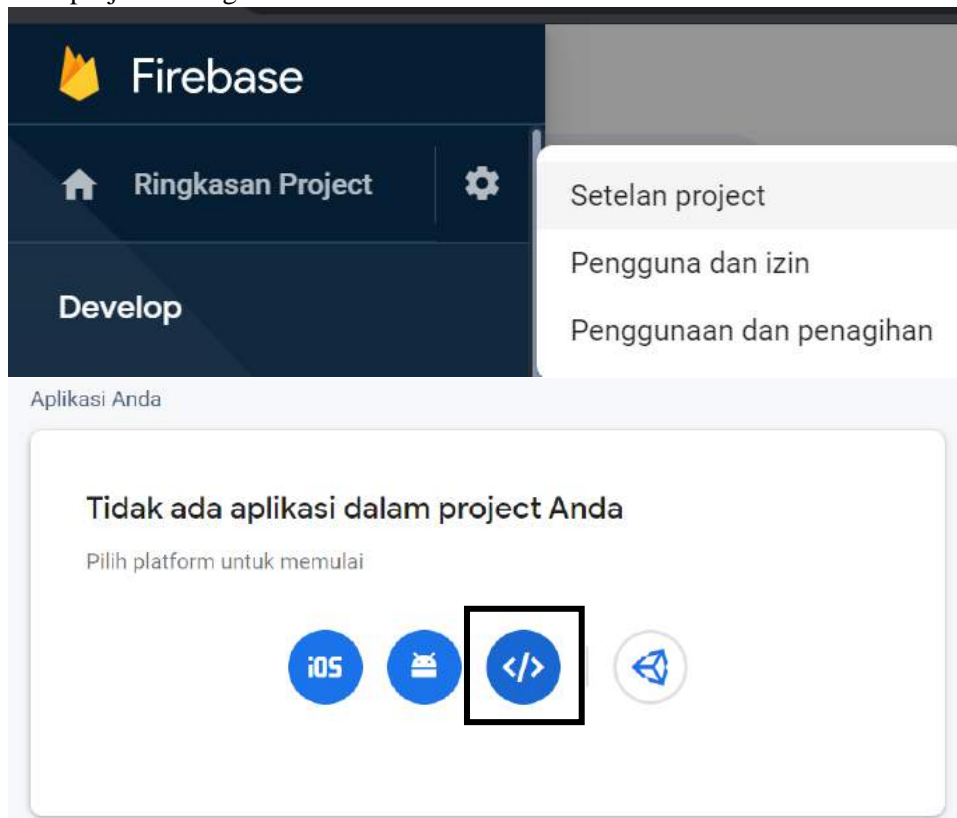 Firebase
Ringkasan Project
Setelan project
Pengguna dan izin
Develop
Penggunaan dan penagihan
Aplikasi Anda
Tidak ada aplikasi dalam project Anda
Pilih platform untuk memulai
iOS
</>